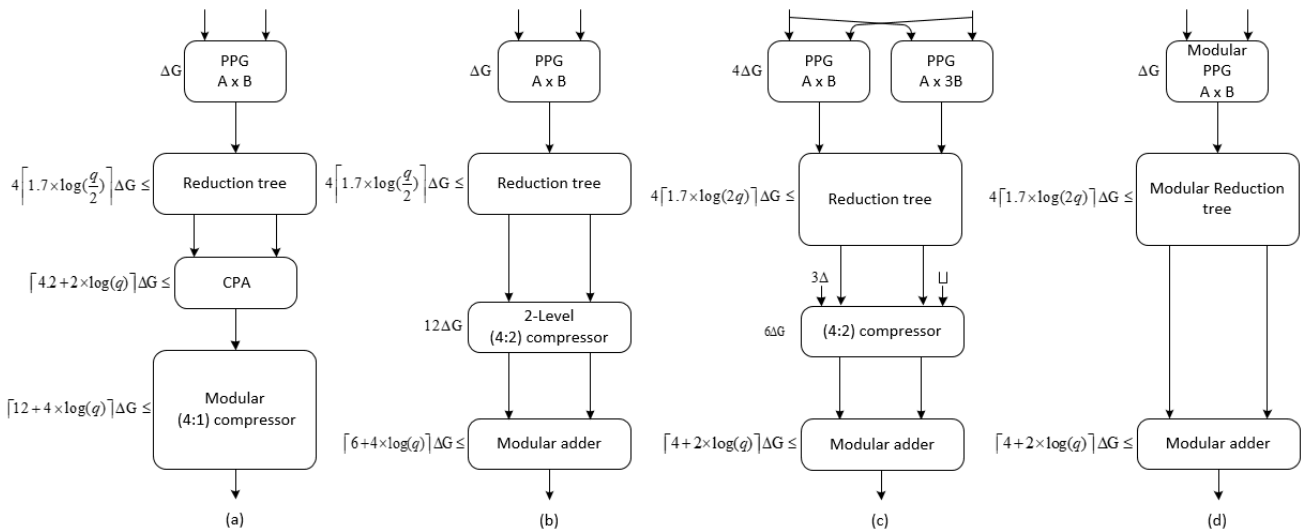 ΔG
PPG
A x B
4⌈1.7×log(q/2)⌉ΔG ≤
Reduction tree
⌈4.2+2×log(q)⌉ΔG ≤
CPA
⌈12+4×log(q)⌉ΔG ≤
Modular
(4:1) compressor
(a)
ΔG
PPG
A x B
4⌈1.7×log(q/2)⌉ΔG ≤
Reduction tree
12ΔG
2-Level
(4:2) compressor
⌈6+4×log(q)⌉ΔG ≤
Modular adder
(b)
4ΔG
PPG
A x B
PPG
A x 3B
4⌈1.7×log(2q)⌉ΔG ≤
Reduction tree
3Δ
⊔
6ΔG
(4:2) compressor
⌈4+2×log(q)⌉ΔG ≤
Modular adder
(c)
ΔG
Modular
PPG
A x B
4⌈1.7×log(2q)⌉ΔG ≤
Modular Reduction
tree
⌈4+2×log(q)⌉ΔG ≤
Modular adder
(d)